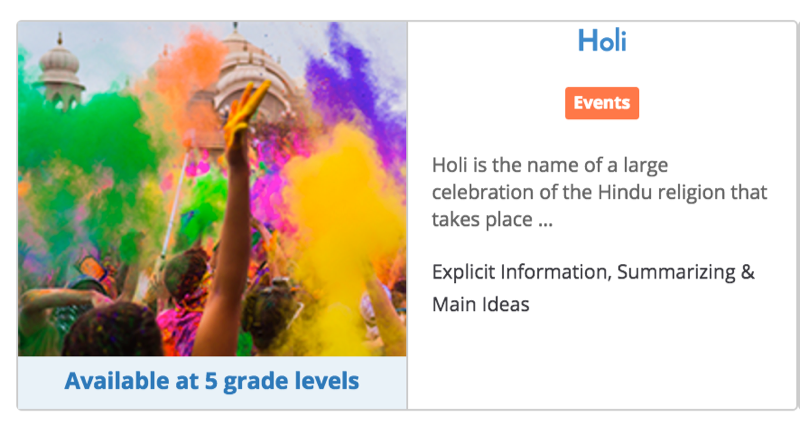 Holi
Events
Holi is the name of a large
celebration of the Hindu religion that
takes place ...
Explicit Information, Summarizing &
Main Ideas
Available at 5 grade levels